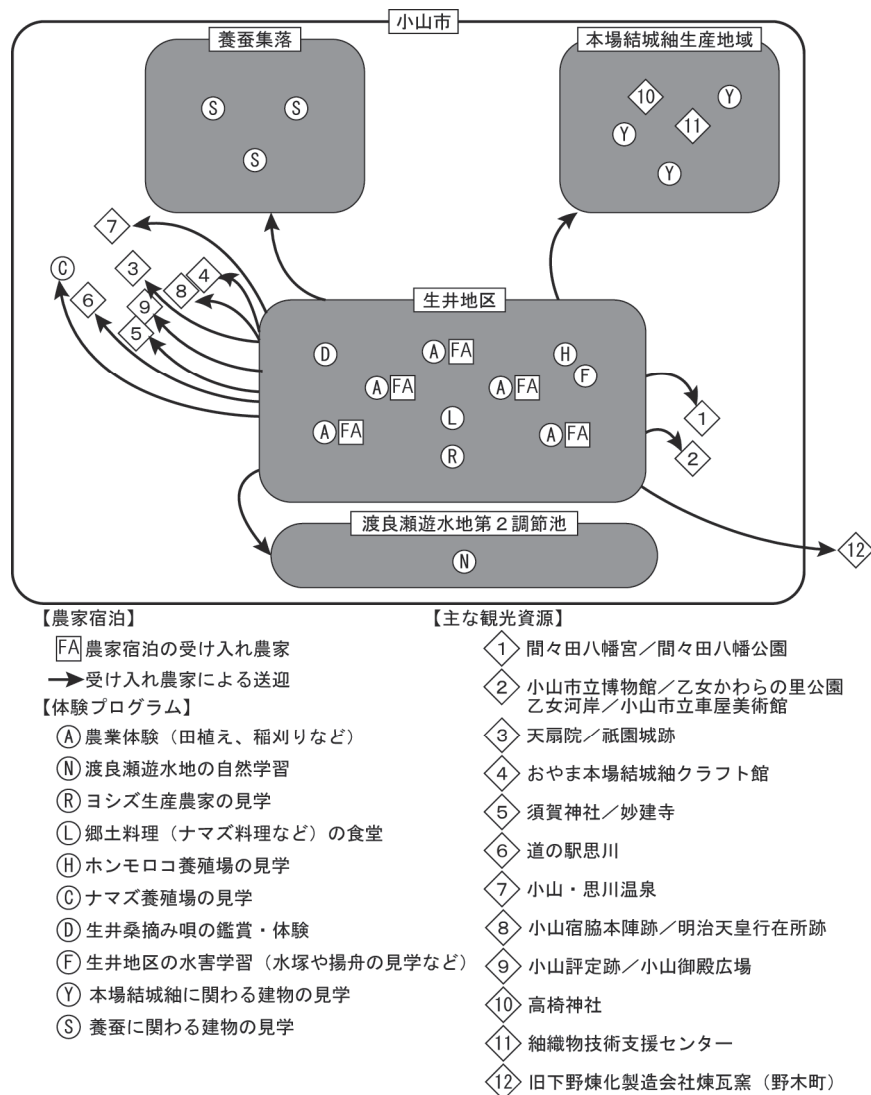 小山市
養蚕集落
本場結城紬生産地域
S
S
S
10
Y
11
Y
Y
7
C
3
4
8
6
9
5
生井地区
D
A FA
H
F
A FA
A FA
L
A FA
A FA
R
1
2
12
渡良瀬遊水地第2調節池
N
【農家宿泊】
FA 農家宿泊の受け入れ農家
受け入れ農家による送迎
【体験プログラム】
A 農業体験（田植え、稲刈りなど）
N 渡良瀬遊水地の自然学習
R ヨシズ生産農家の見学
L 郷土料理（ナマズ料理など）の食堂
H ホンモロコ養殖場の見学
C ナマズ養殖場の見学
D 生井桑摘み唄の鑑賞・体験
F 生井地区の水害学習（水塚や揚舟の見学など）
Y 本場結城紬に関わる建物の見学
S 養蚕に関わる建物の見学
【主な観光資源】
1 間々田八幡宮／間々田八幡公園
2 小山市立博物館／乙女かわらの里公園
乙女河岸／小山市立車屋美術館
3 天翁院／祇園城跡
4 おやま本場結城紬クラフト館
5 須賀神社／妙建寺
6 道の駅思川
7 小山・思川温泉
8 小山宿脇本陣跡／明治天皇行在所跡
9 小山評定跡／小山御殿広場
10 高椅神社
11 紬織物技術支援センター
12 旧下野煉化製造会社煉瓦窯（野木町）